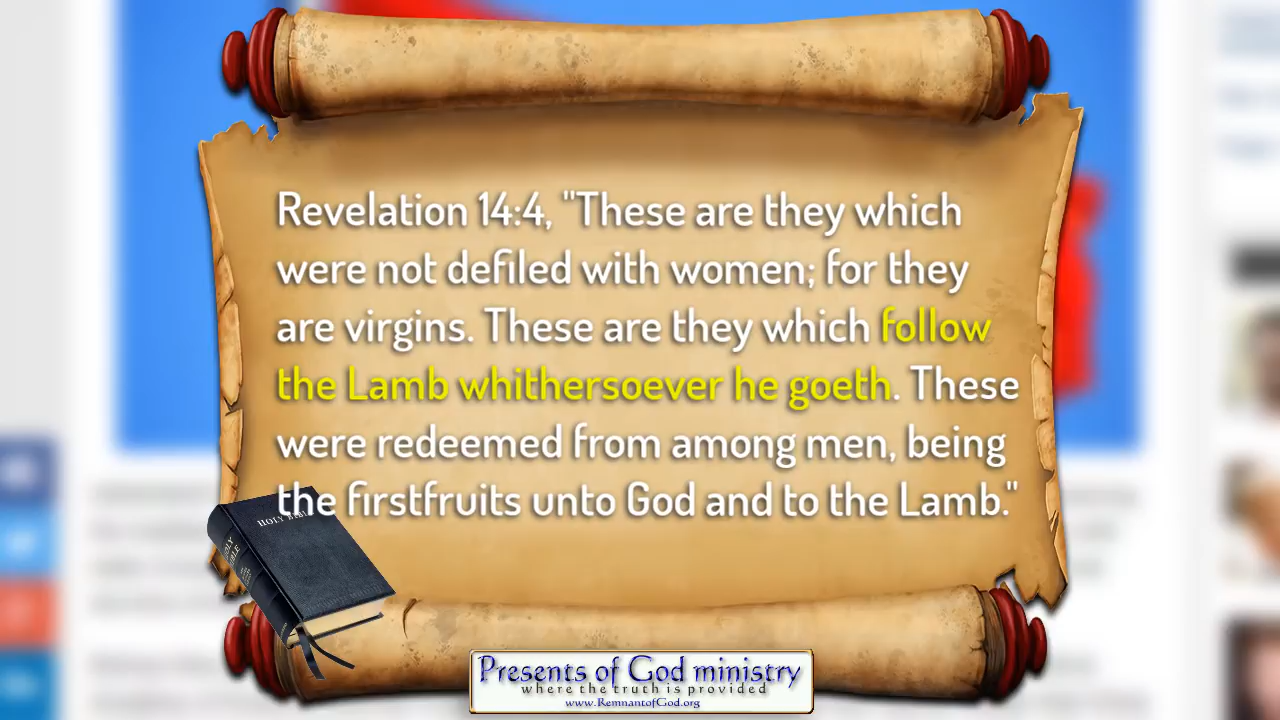 Revelation 14:4, "These are they which
were not defiled with women; for they
are virgins. These are they which follow
the Lamb whithersoever he goeth. These
were redeemed from among men, being
the firstfruits unto God and to the Lamb."
HOLY BIBLE
Presents of God ministry
where the truth is provided
www.RemnantofGod.org